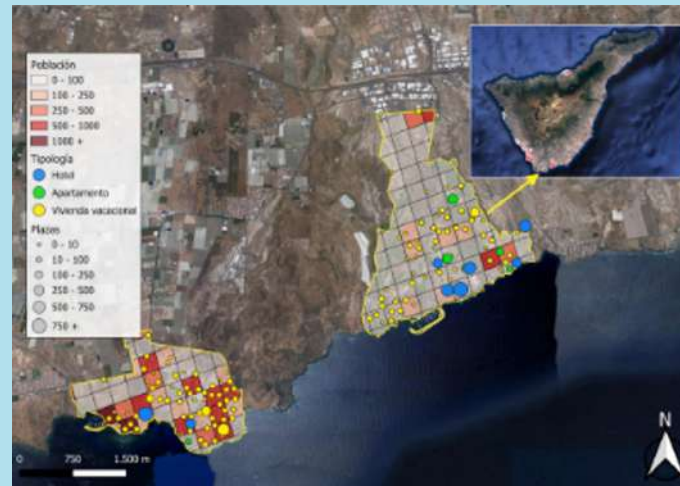 Población
0 - 100
100 - 250
250 - 500
500 - 1000
1000 +
Tipología
Hotel
Apartamento
Vivienda vacacional
Plazas
0 - 10
10 - 100
100 - 250
250 - 500
500 - 750
750 +
N
0 750 1.500 m